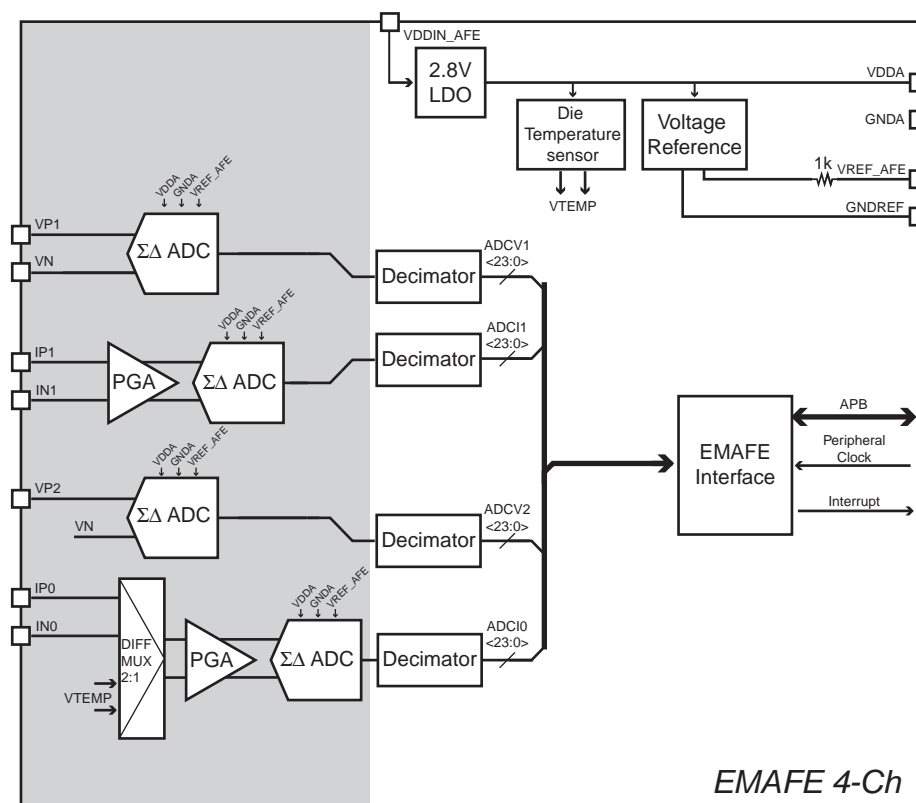 VDDIN_AFE
2.8V
LDO
VDDA
GNDA
Die
Temperature
sensor
Voltage
Reference
1k
VREF_AFE
GNDREF
VTEMP
VDDA
GNDA
VREF_AFE
VP1
VN
ΣΔ ADC
Decimator
ADCV1
<23:0>
VDDA
GNDA
VREF_AFE
IP1
IN1
PGA
ΣΔ ADC
Decimator
ADCI1
<23:0>
EMAFE
Interface
APB
Peripheral
Clock
Interrupt
VDDA
GNDA
VREF_AFE
VP2
VN
ΣΔ ADC
Decimator
ADCV2
<23:0>
VDDA
GNDA
VREF_AFE
IP0
IN0
DIFF
MUX
2:1
VTEMP
PGA
ΣΔ ADC
Decimator
ADCI0
<23:0>
EMAFE 4-Ch